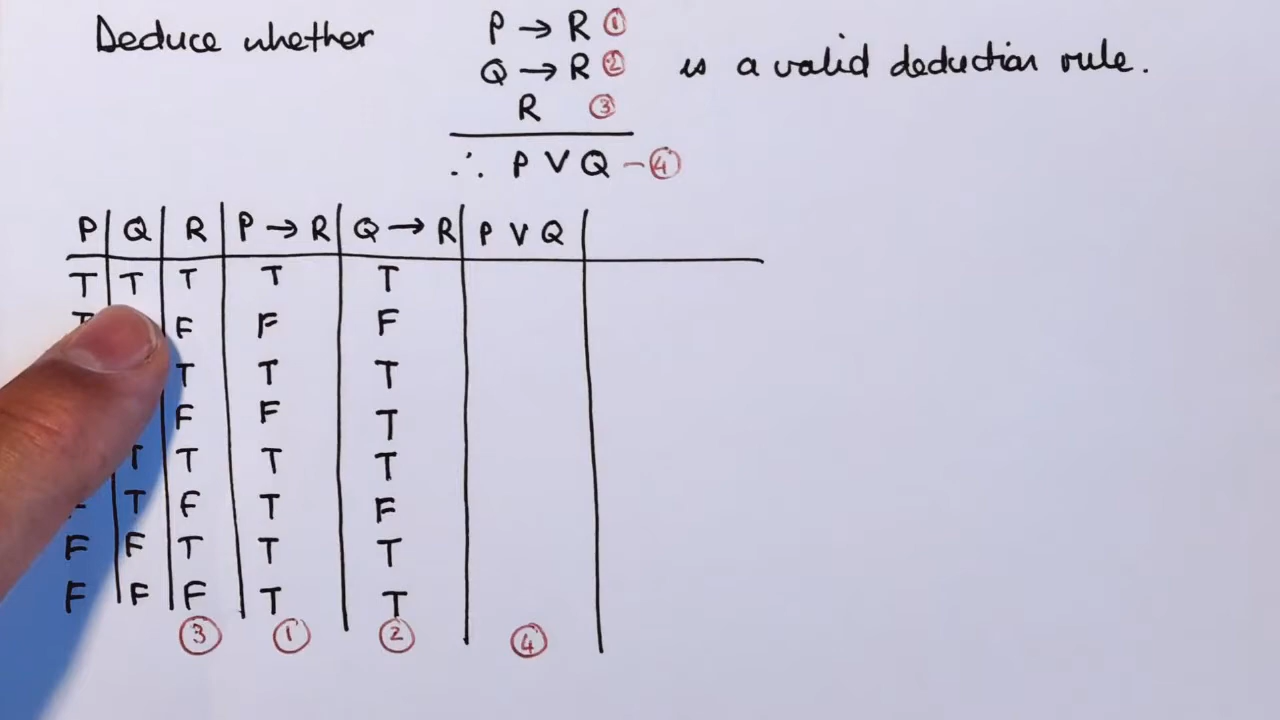 Deduce whether
P → R ①
Q → R ②
R ③
∴ P V Q – ④
is a valid deduction rule.
P Q R P → R Q → R P V Q
T T T T T
T F F F
T T T
F F T
T T T T
T F T F
F F T T T
F F F T T
③ ① ② ④